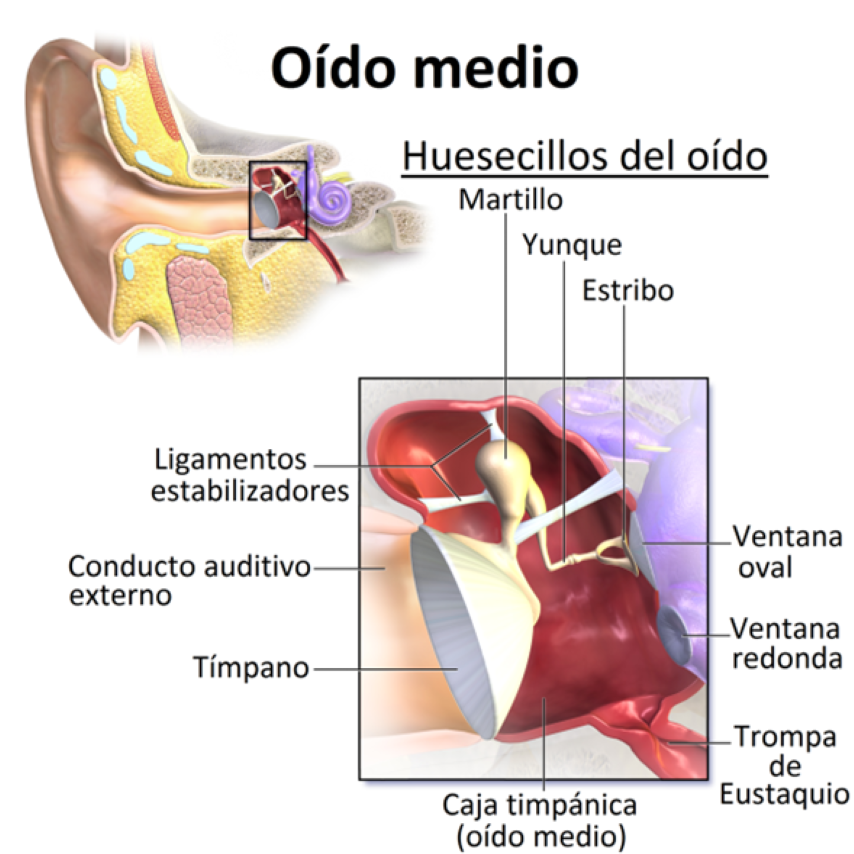 Oído medio
Huesecillos del oído
Martillo
Yunque
Estribo
Ligamentos
estabilizadores
Conducto auditivo
externo
Tímpano
Ventana
oval
Ventana
redonda
Trompa
de
Eustaquio
Caja timpánica
(oído medio)